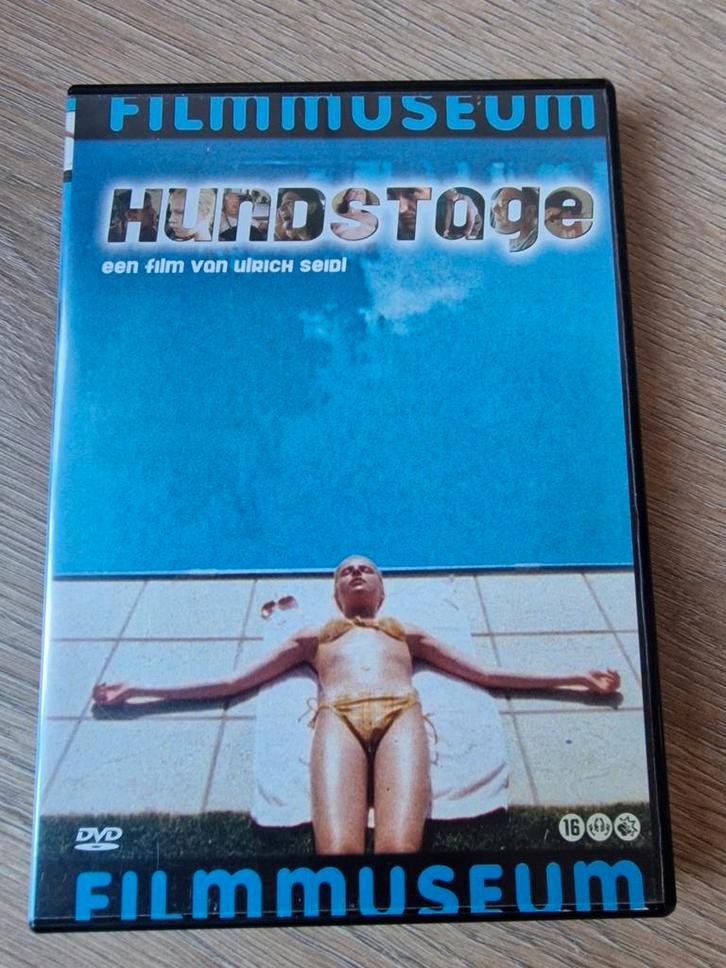 FILMMUSEUM
HUNDSTage
een film van ulRICH SeIDl
DVD
16
FILMMUSEUM